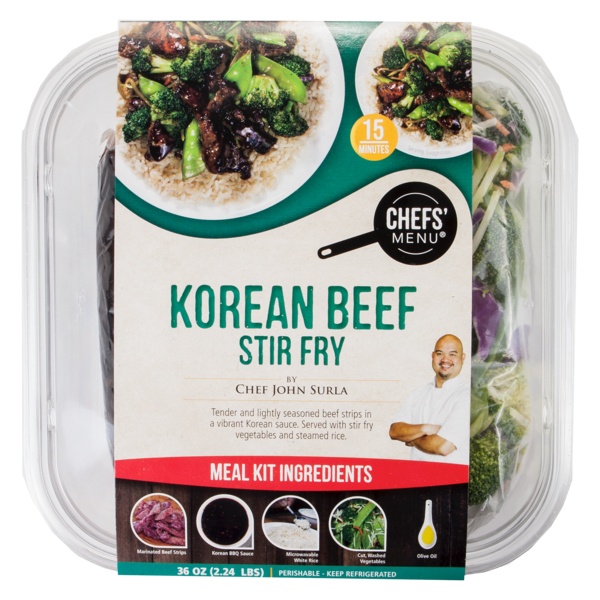 15
MINUTES
CHEFS'
MENU®
KOREAN BEEF
STIR FRY
BY
CHEF JOHN SURLA
Tender and lightly seasoned beef strips in
a vibrant Korean sauce. Served with stir fry
vegetables and steamed rice.
MEAL KIT INGREDIENTS
Marinated Beef Strips
Korean BBQ Sauce
Microwavable
White Rice
Cut, Washed
Vegetables
Olive Oil
36 OZ (2.24 LBS) | PERISHABLE · KEEP REFRIGERATED